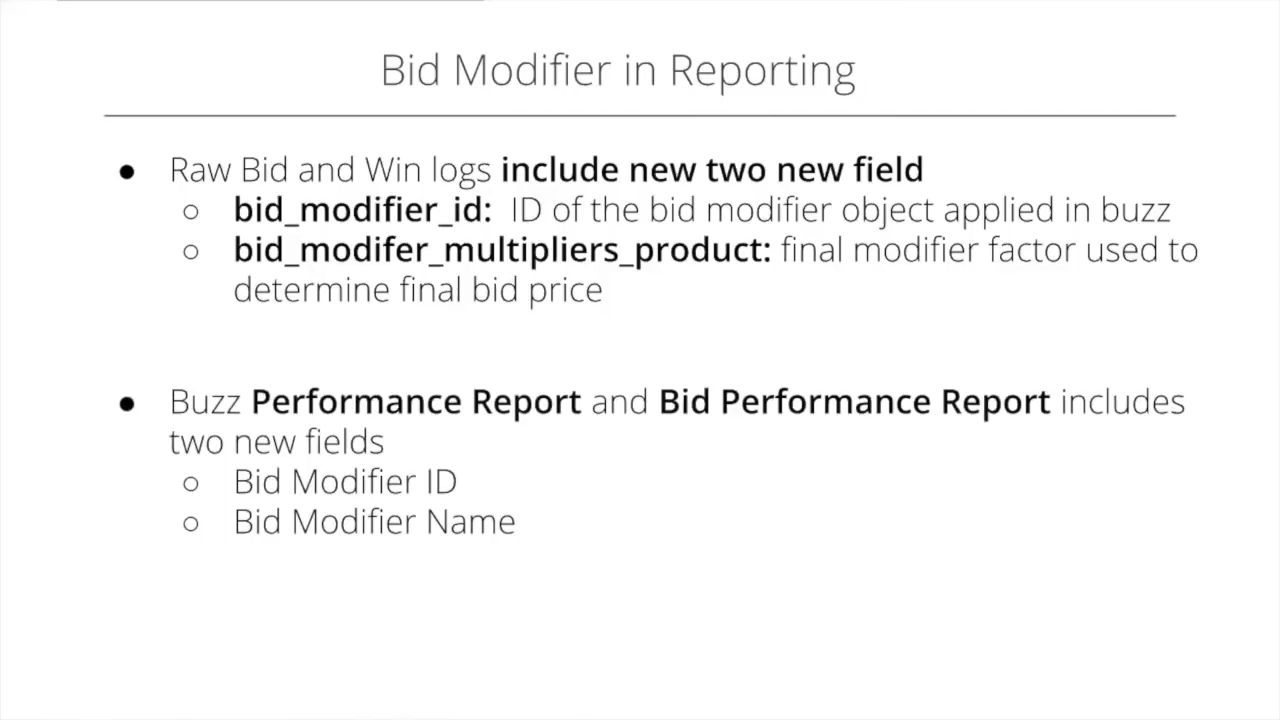 Bid Modifier in Reporting
● Raw Bid and Win logs include new two new field
○ bid_modifier_id: ID of the bid modifier object applied in buzz
○ bid_modifer_multipliers_product: final modifier factor used to
determine final bid price
● Buzz Performance Report and Bid Performance Report includes
two new fields
○ Bid Modifier ID
○ Bid Modifier Name